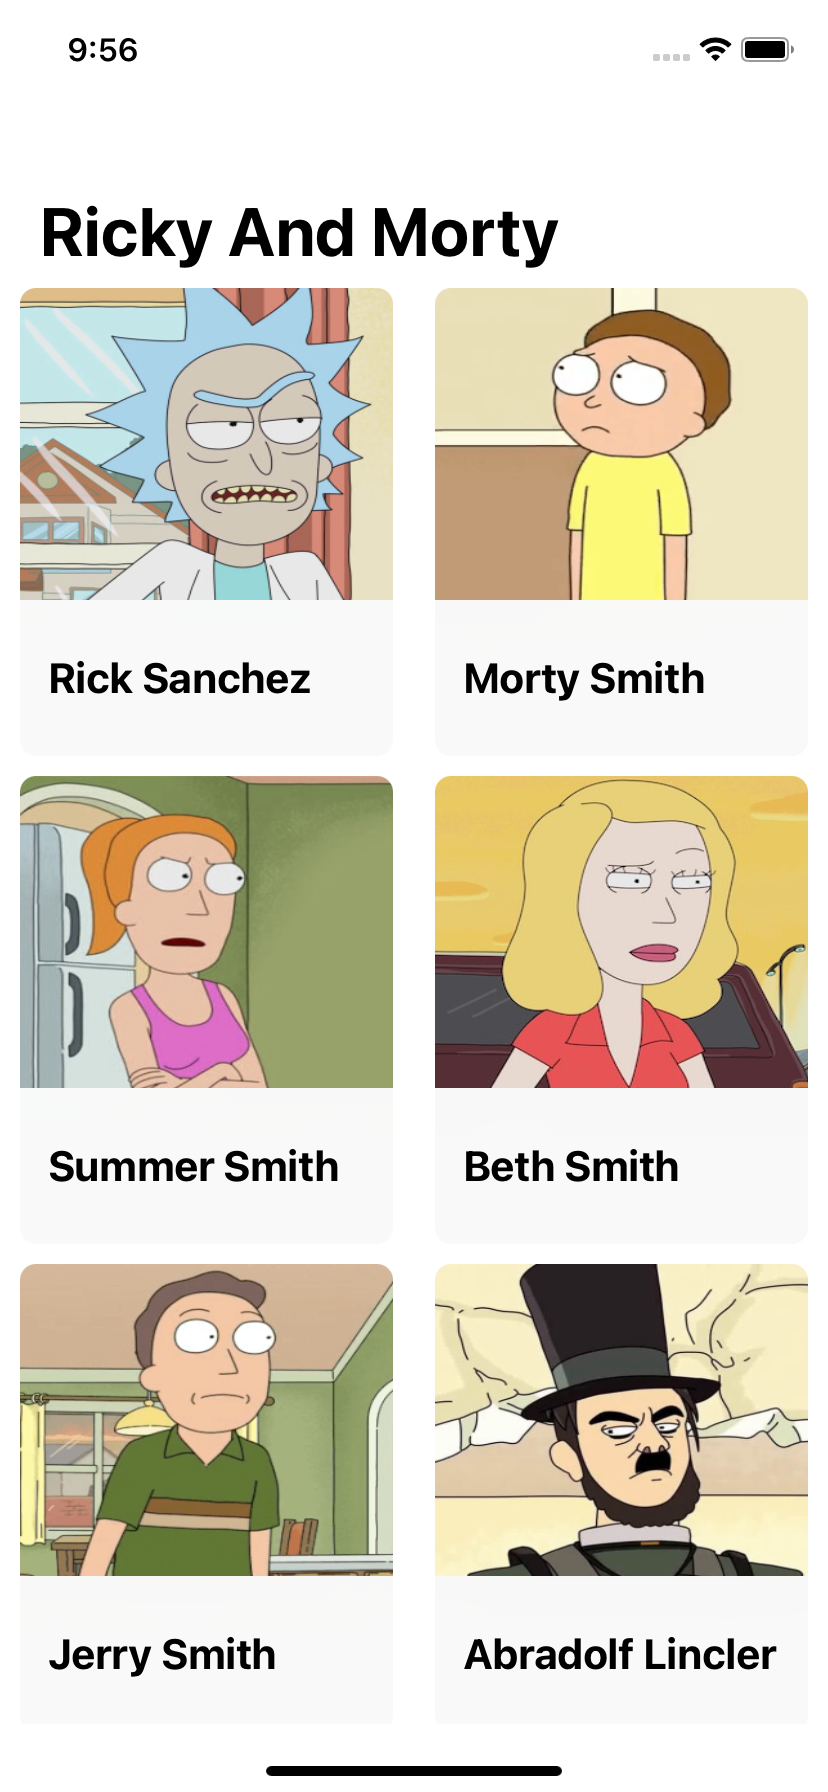 9:56
Ricky And Morty
Rick Sanchez
Morty Smith
Summer Smith
Beth Smith
Jerry Smith
Abradolf Lincler